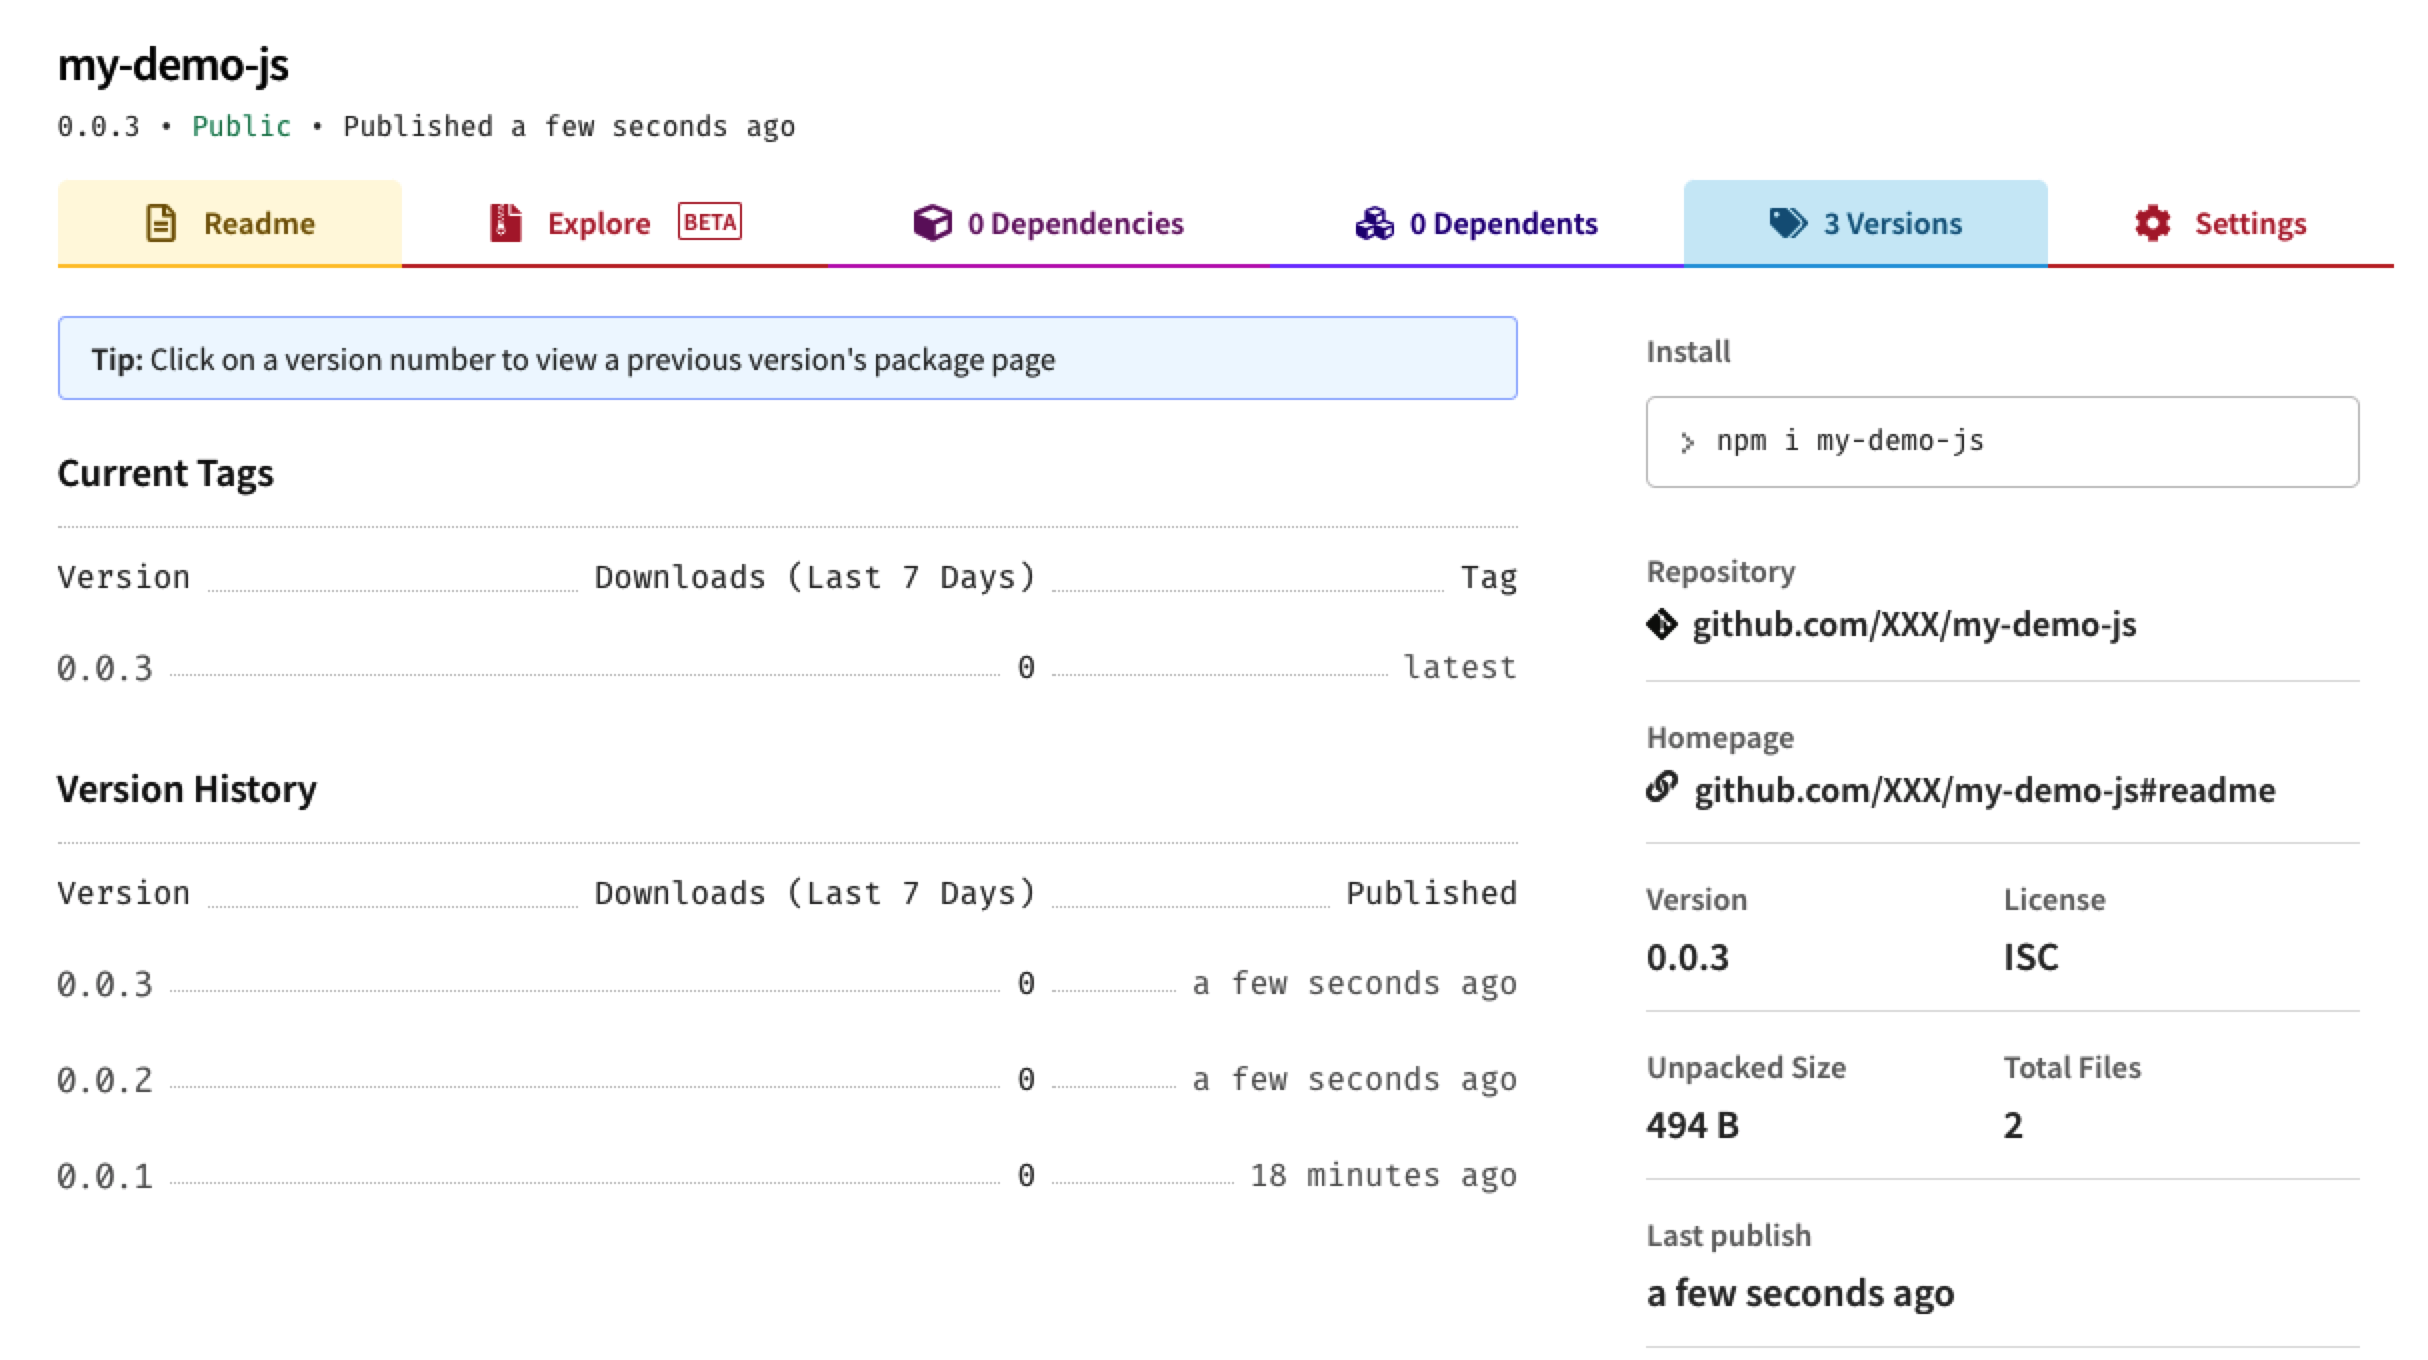 my-demo-js
0.0.3 • Public • Published a few seconds ago
Readme Explore BETA 0 Dependencies 0 Dependents 3 Versions Settings
Tip: Click on a version number to view a previous version's package page
Current Tags
Version Downloads (Last 7 Days) Tag
0.0.3 0 latest
Version History
Version Downloads (Last 7 Days) Published
0.0.3 0 a few seconds ago
0.0.2 0 a few seconds ago
0.0.1 0 18 minutes ago
Install
> npm i my-demo-js
Repository
github.com/XXX/my-demo-js
Homepage
github.com/XXX/my-demo-js#readme
Version License
0.0.3 ISC
Unpacked Size Total Files
494 B 2
Last publish
a few seconds ago